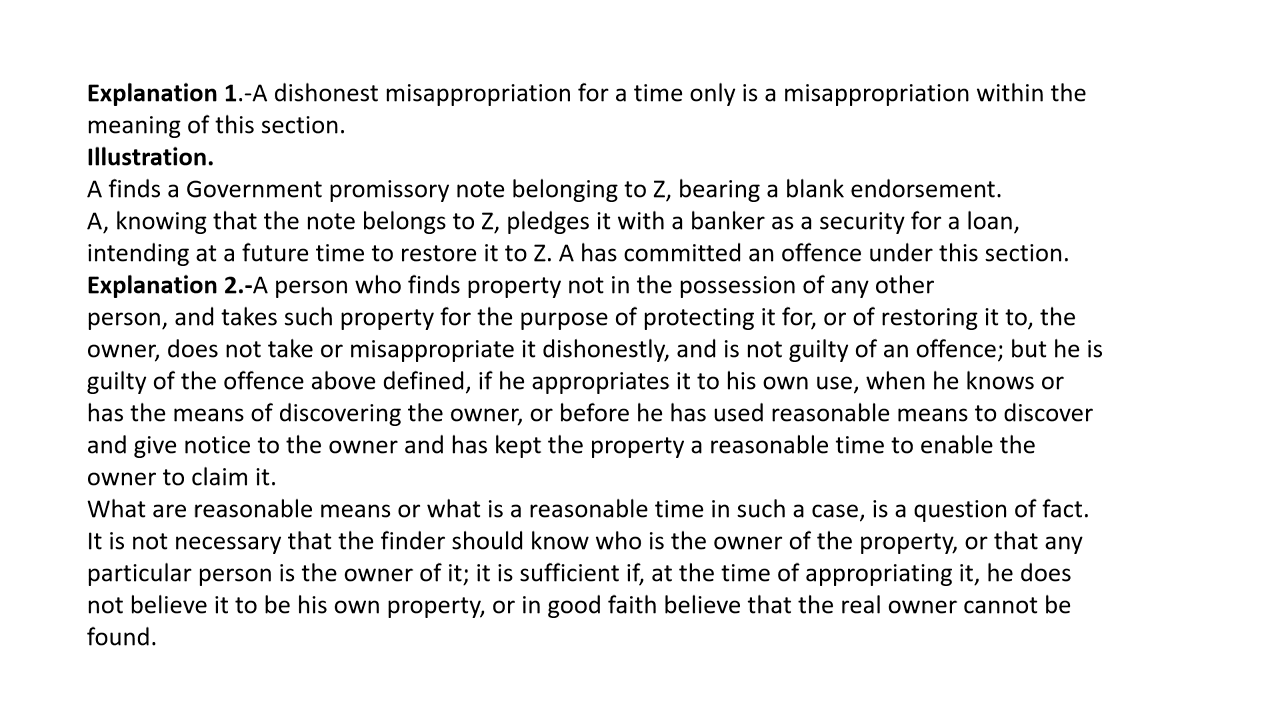 Explanation 1.-A dishonest misappropriation for a time only is a misappropriation within the
meaning of this section.
Illustration.
A finds a Government promissory note belonging to Z, bearing a blank endorsement.
A, knowing that the note belongs to Z, pledges it with a banker as a security for a loan,
intending at a future time to restore it to Z. A has committed an offence under this section.
Explanation 2.-A person who finds property not in the possession of any other
person, and takes such property for the purpose of protecting it for, or of restoring it to, the
owner, does not take or misappropriate it dishonestly, and is not guilty of an offence; but he is
guilty of the offence above defined, if he appropriates it to his own use, when he knows or
has the means of discovering the owner, or before he has used reasonable means to discover
and give notice to the owner and has kept the property a reasonable time to enable the
owner to claim it.
What are reasonable means or what is a reasonable time in such a case, is a question of fact.
It is not necessary that the finder should know who is the owner of the property, or that any
particular person is the owner of it; it is sufficient if, at the time of appropriating it, he does
not believe it to be his own property, or in good faith believe that the real owner cannot be
found.